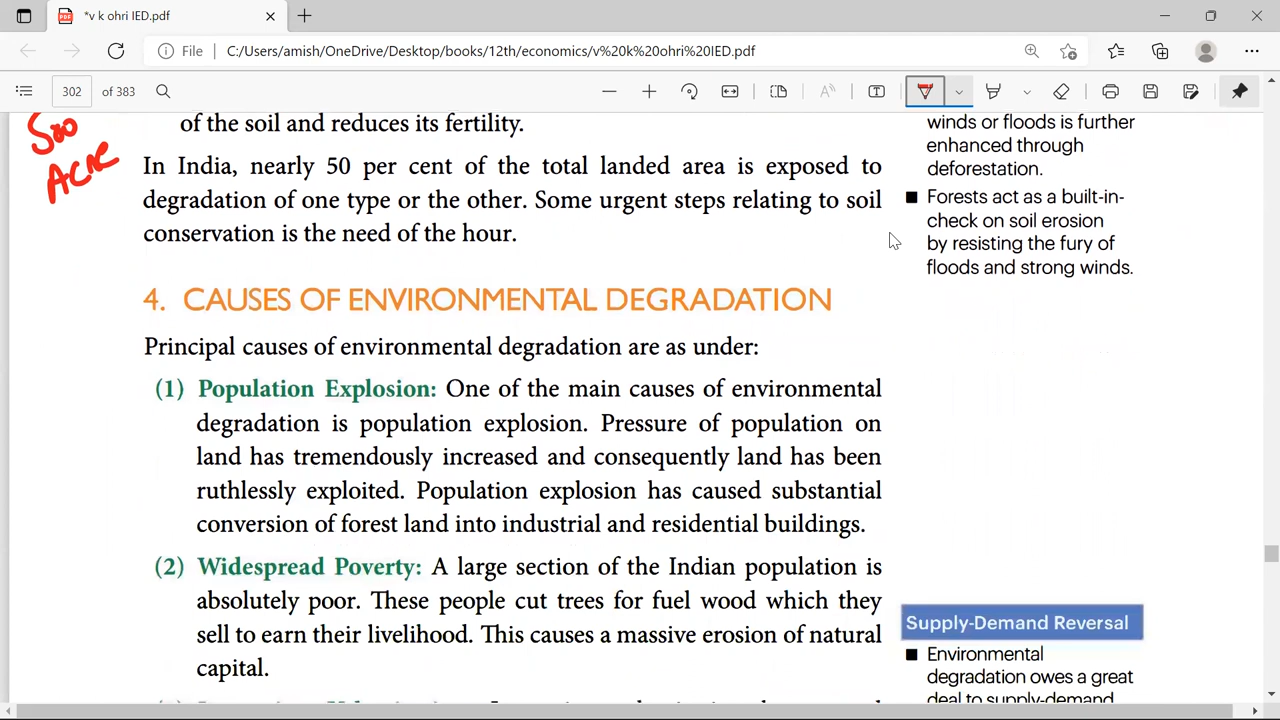 *v k ohri IED.pdf
File
C:/Users/amish/OneDrive/Desktop/books/12th/economics/v%20k%20ohri%20IED.pdf
302 of 383
500
ACRE
of the soil and reduces its fertility.
In India, nearly 50 per cent of the total landed area is exposed to
degradation of one type or the other. Some urgent steps relating to soil
conservation is the need of the hour.
4. CAUSES OF ENVIRONMENTAL DEGRADATION
Principal causes of environmental degradation are as under:
(1) Population Explosion: One of the main causes of environmental
degradation is population explosion. Pressure of population on
land has tremendously increased and consequently land has been
ruthlessly exploited. Population explosion has caused substantial
conversion of forest land into industrial and residential buildings.
(2) Widespread Poverty: A large section of the Indian population is
absolutely poor. These people cut trees for fuel wood which they
sell to earn their livelihood. This causes a massive erosion of natural
capital.
winds or floods is further
enhanced through
deforestation.
■ Forests act as a built-in-
check on soil erosion
by resisting the fury of
floods and strong winds.
Supply-Demand Reversal
■ Environmental
degradation owes a great
deal to supply-demand